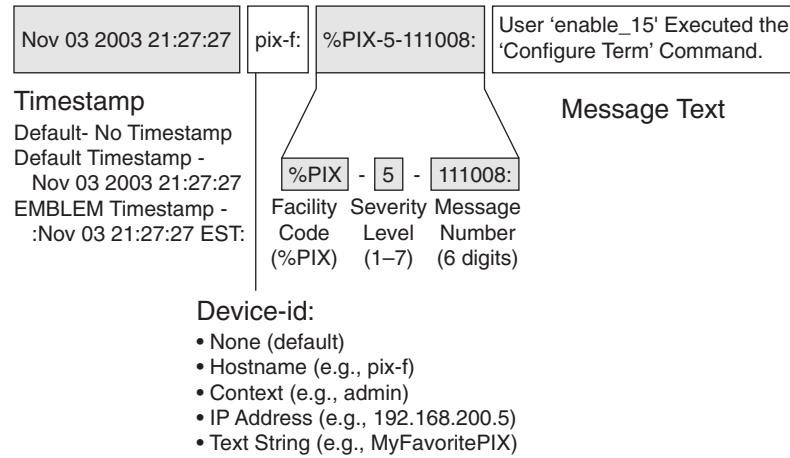 Nov 03 2003 21:27:27
pix-f:
%PIX-5-111008:
User ‘enable_15' Executed the
‘Configure Term’ Command.
Timestamp
Default- No Timestamp
Default Timestamp -
Nov 03 2003 21:27:27
EMBLEM Timestamp -
:Nov 03 21:27:27 EST:
Message Text
%PIX - 5 - 111008:
Facility Severity Message
Code Level Number
(%PIX) (1–7) (6 digits)
Device-id:
• None (default)
• Hostname (e.g., pix-f)
• Context (e.g., admin)
• IP Address (e.g., 192.168.200.5)
• Text String (e.g., MyFavoritePIX)